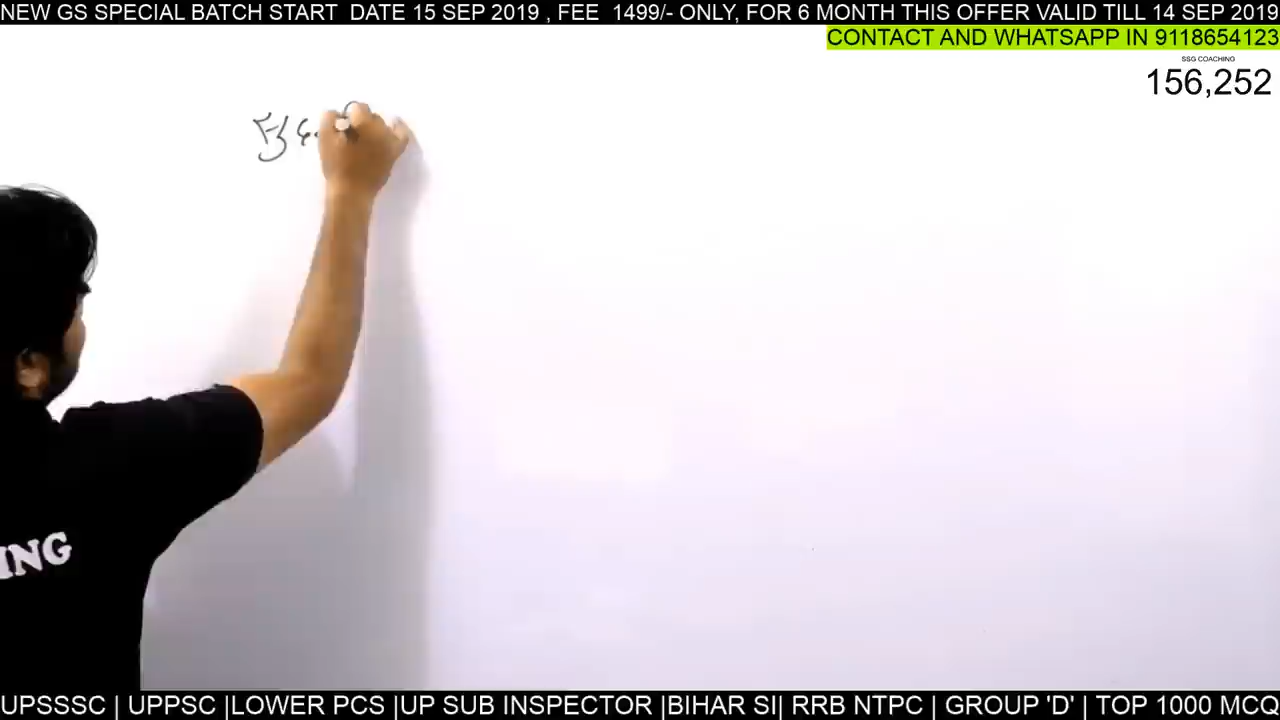 NEW GS SPECIAL BATCH START DATE 15 SEP 2019 , FEE 1499/- ONLY, FOR 6 MONTH THIS OFFER VALID TILL 14 SEP 2019
CONTACT AND WHATSAPP IN 9118654123
SSG COACHING
156,252
ING
UPSSSC | UPPSC |LOWER PCS |UP SUB INSPECTOR |BIHAR SI| RRB NTPC | GROUP 'D' | TOP 1000 MCQ